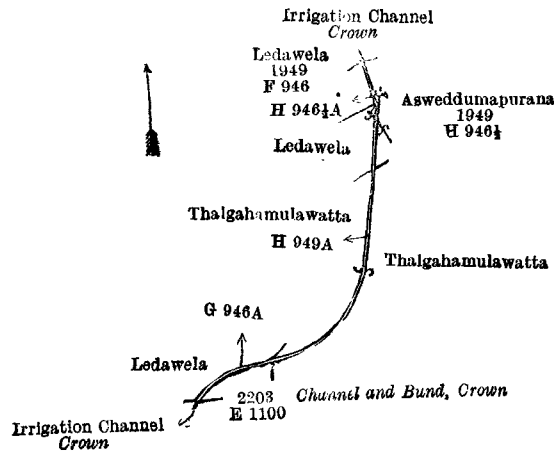 Irrigation Channel
Crown
Ledawela
1949
F 946
H 946½A
Asweddumapurana
1949
H 946½
Ledawela
Thalgahamulawatta
H 949A
Thalgahamulawatta
G 946A
Ledawela
2203
E 1100
Channel and Bund, Crown
Irrigation Channel
Crown